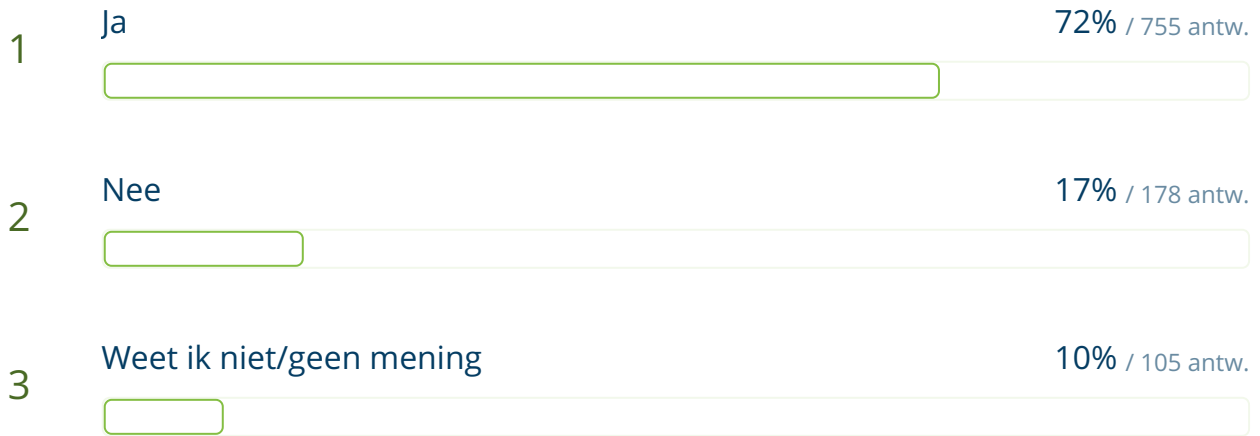 1 Ja 72% / 755 antw.
2 Nee 17% / 178 antw.
3 Weet ik niet/geen mening 10% / 105 antw.